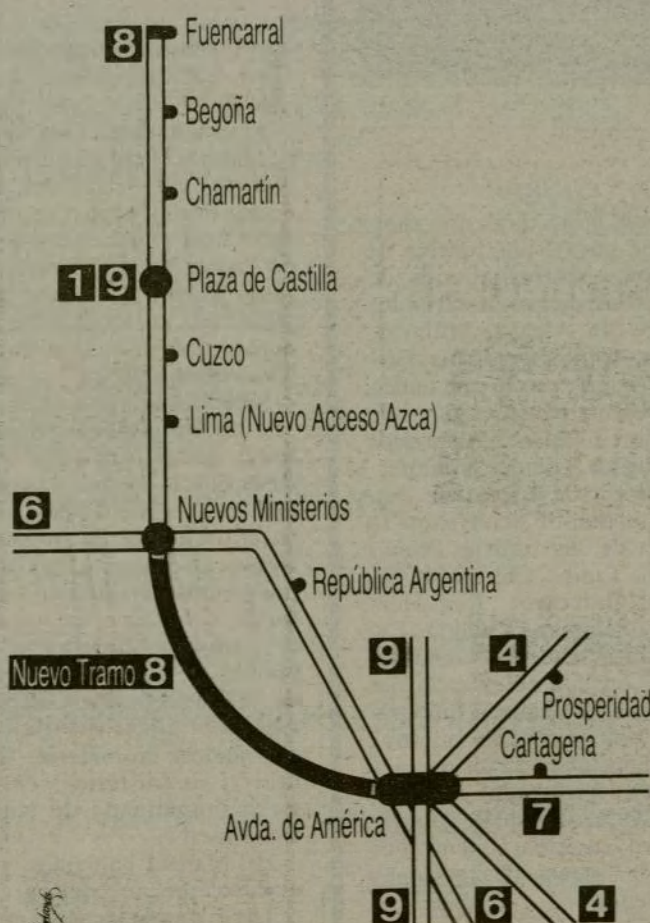 8 Fuencarral
Begoña
Chamartín
1 9 Plaza de Castilla
Cuzco
Lima (Nuevo Acceso Azca)
6
Nuevos Ministerios
República Argentina
9
4
Nuevo Tramo 8
Prosperidad
Cartagena
Avda. de América
7
9
6
4